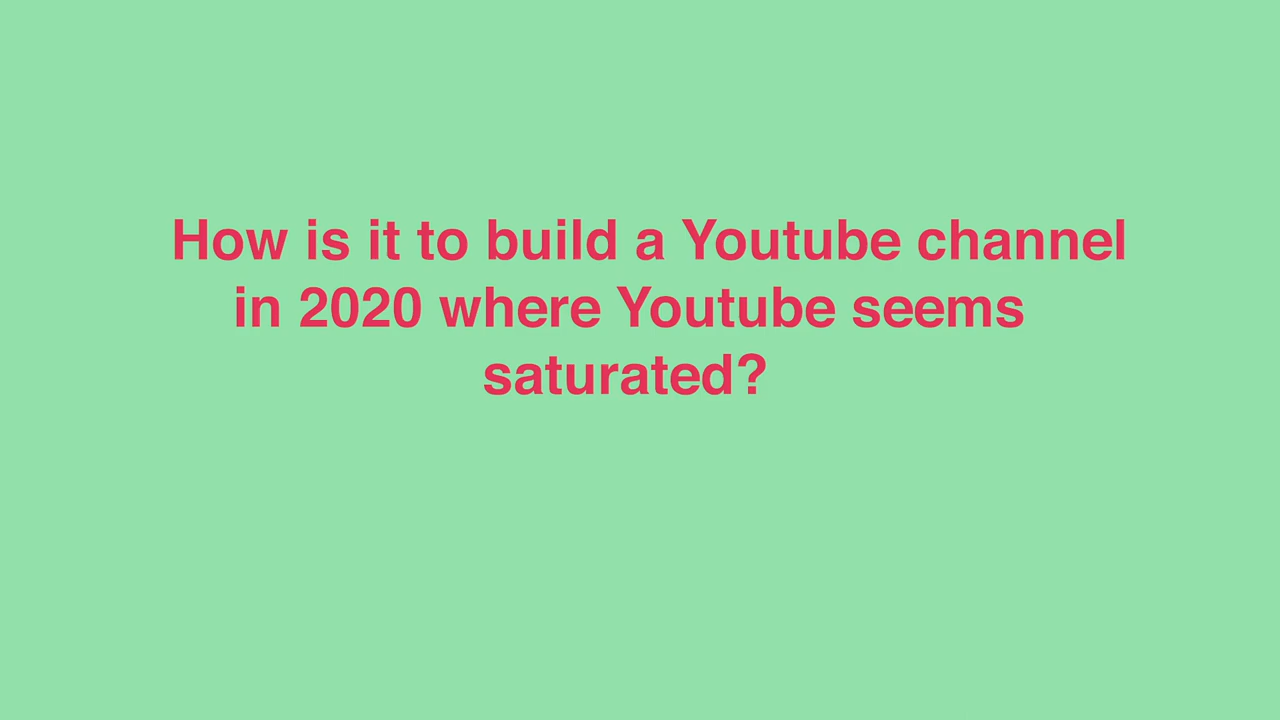 How is it to build a Youtube channel
in 2020 where Youtube seems
saturated?